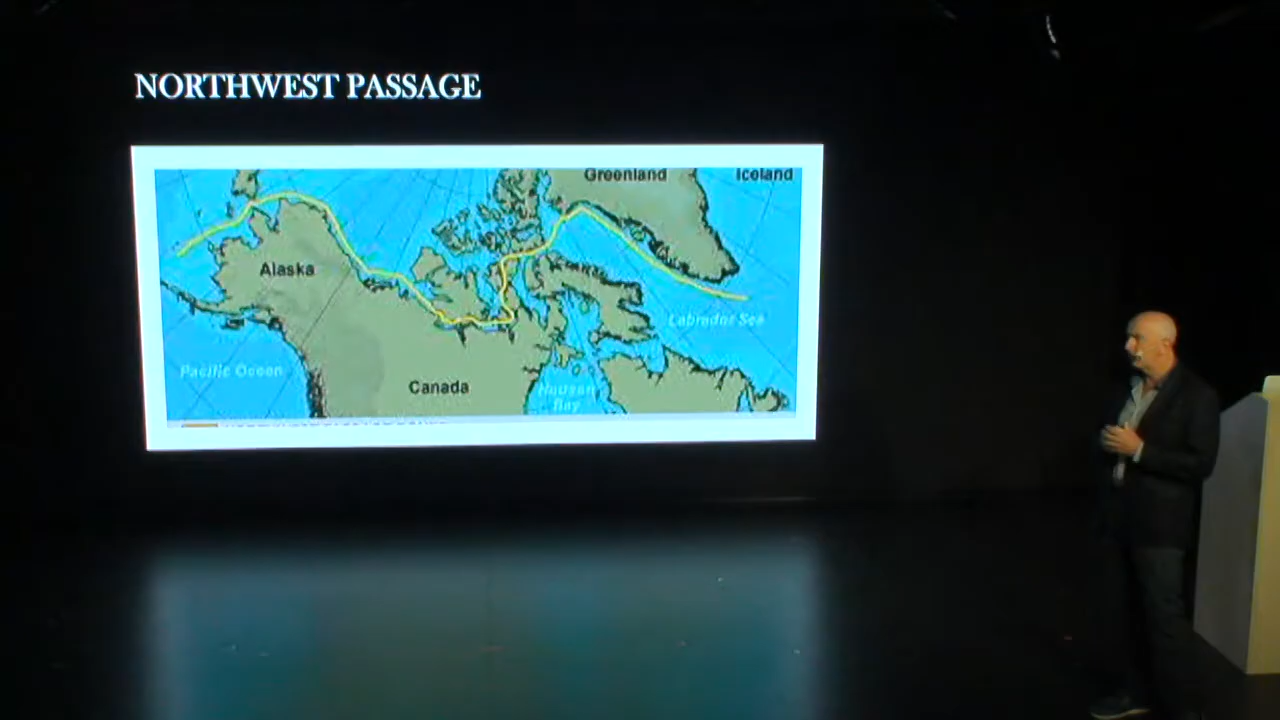 NORTHWEST PASSAGE
Greenland
Iceland
Alaska
Labrador Sea
Pacific Ocean
Canada
Hudson
Bay